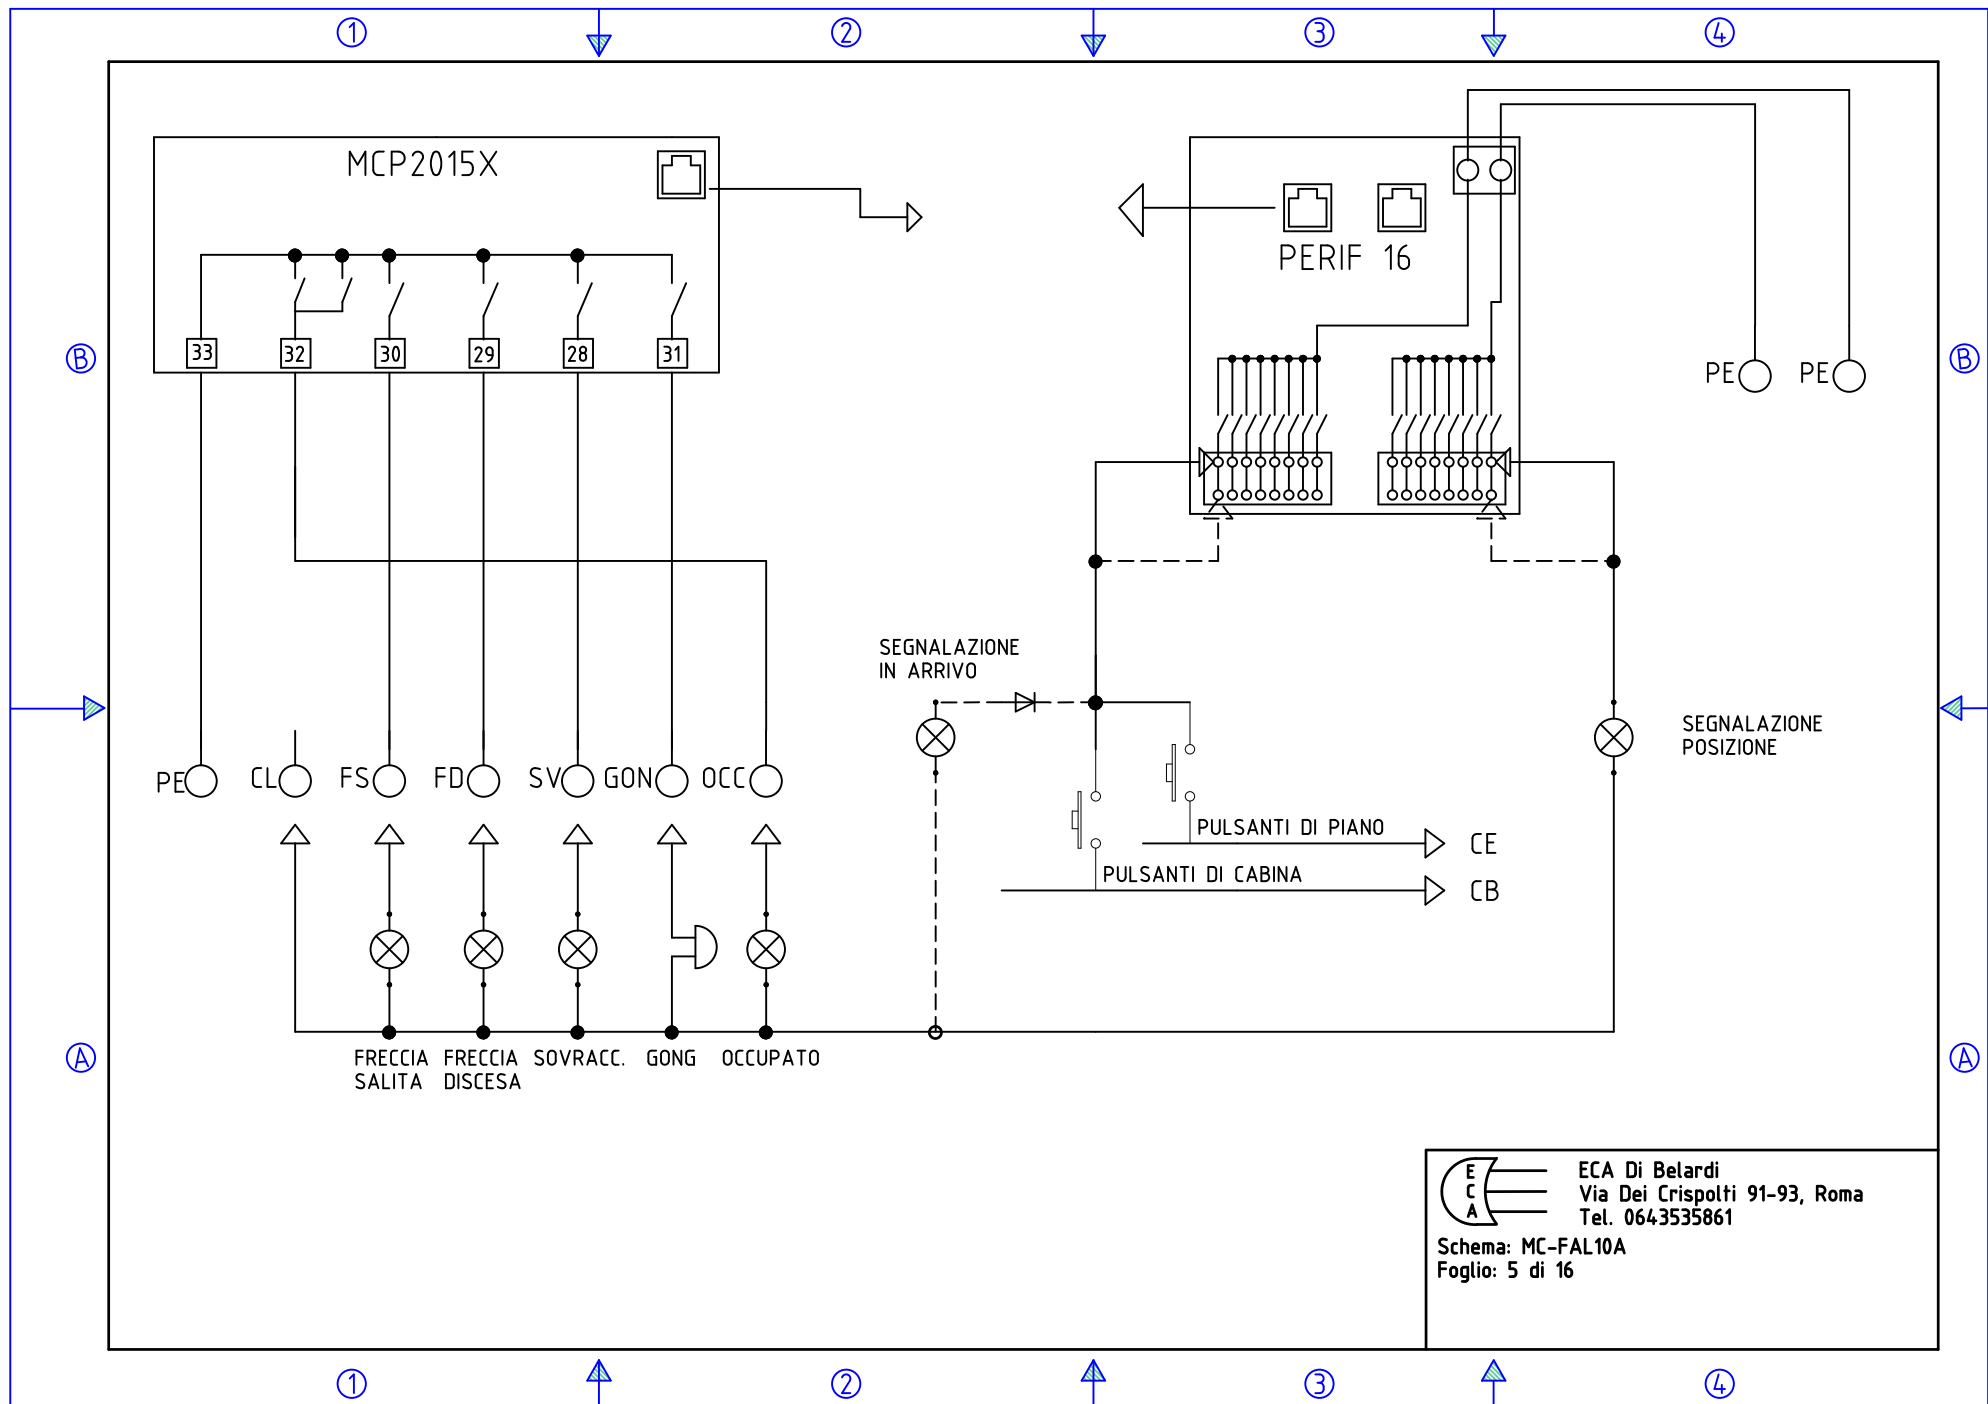 1 2 3 4
MCP2015X
PERIF 16
33 32 30 29 28 31
B B
PE PE
SEGNALAZIONE
IN ARRIVO
SEGNALAZIONE
POSIZIONE
PE CL FS FD SV GON OCC
PULSANTI DI PIANO CE
PULSANTI DI CABINA CB
A A
FRECCIA
SALITA
FRECCIA
DISCESA
SOVRACC.
GONG
OCCUPATO
E
C
A
ECA Di Belardi
Via Dei Crispolti 91-93, Roma
Tel. 0643535861
Schema: MC-FAL10A
Foglio: 5 di 16
1 2 3 4